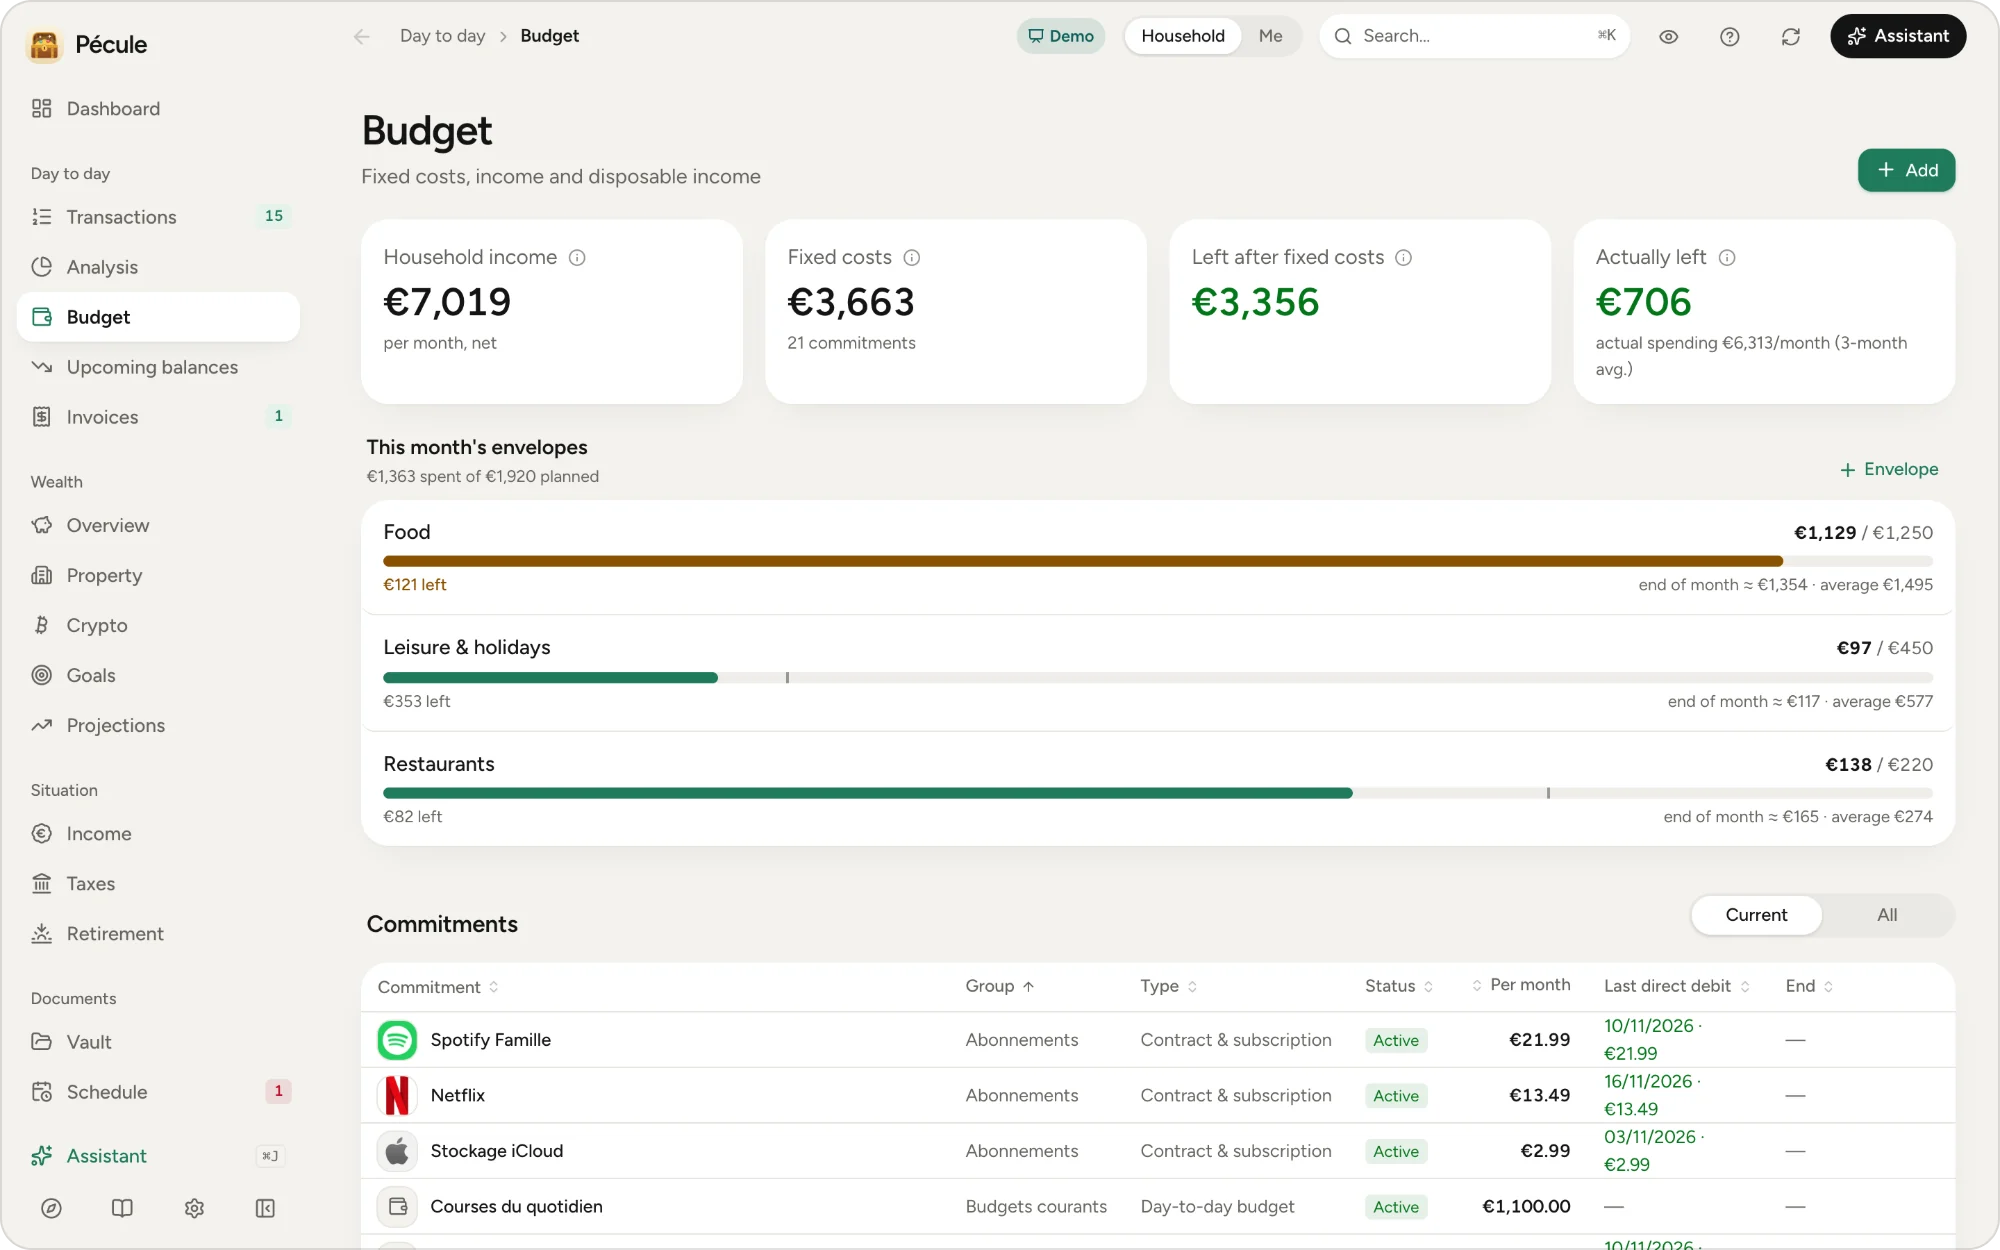 Pécule
Day to day › Budget
Demo
Household
Me
Search...
⌘K
Assistant
Dashboard
Day to day
Transactions 15
Analysis
Budget
Upcoming balances
Invoices 1
Wealth
Overview
Property
Crypto
Goals
Projections
Situation
Income
Taxes
Retirement
Documents
Vault
Schedule 1
Assistant ⌘J
Budget
Fixed costs, income and disposable income
+ Add
Household income
€7,019
per month, net
Fixed costs
€3,663
21 commitments
Left after fixed costs
€3,356
Actually left
€706
actual spending €6,313/month (3-month
avg.)
This month's envelopes
€1,363 spent of €1,920 planned
+ Envelope
Food €1,129 / €1,250
€121 left end of month ≈ €1,354 · average €1,495
Leisure & holidays €97 / €450
€353 left end of month ≈ €117 · average €577
Restaurants €138 / €220
€82 left end of month ≈ €165 · average €274
Commitments
Current
All
Commitment Group Type Status Per month Last direct debit End
Spotify Famille Abonnements Contract & subscription Active €21.99 10/11/2026 ·
€21.99 —
Netflix Abonnements Contract & subscription Active €13.49 16/11/2026 ·
€13.49 —
Stockage iCloud Abonnements Contract & subscription Active €2.99 03/11/2026 ·
€2.99 —
Courses du quotidien Budgets courants Day-to-day budget Active €1,100.00 — —
10/11/2026 ·